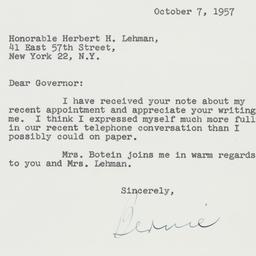 October 7, 1957
Honorable Herbert H. Lehman,
41 East 57th Street,
New York 22, N.Y.
Dear Governor:
I have received your note about my
recent appointment and appreciate your writing
me. I think I expressed myself much more full
in our recent telephone conversation than I
possibly could on paper.
Mrs. Botein joins me in warm regards
to you and Mrs. Lehman.
Sincerely,
Bernie